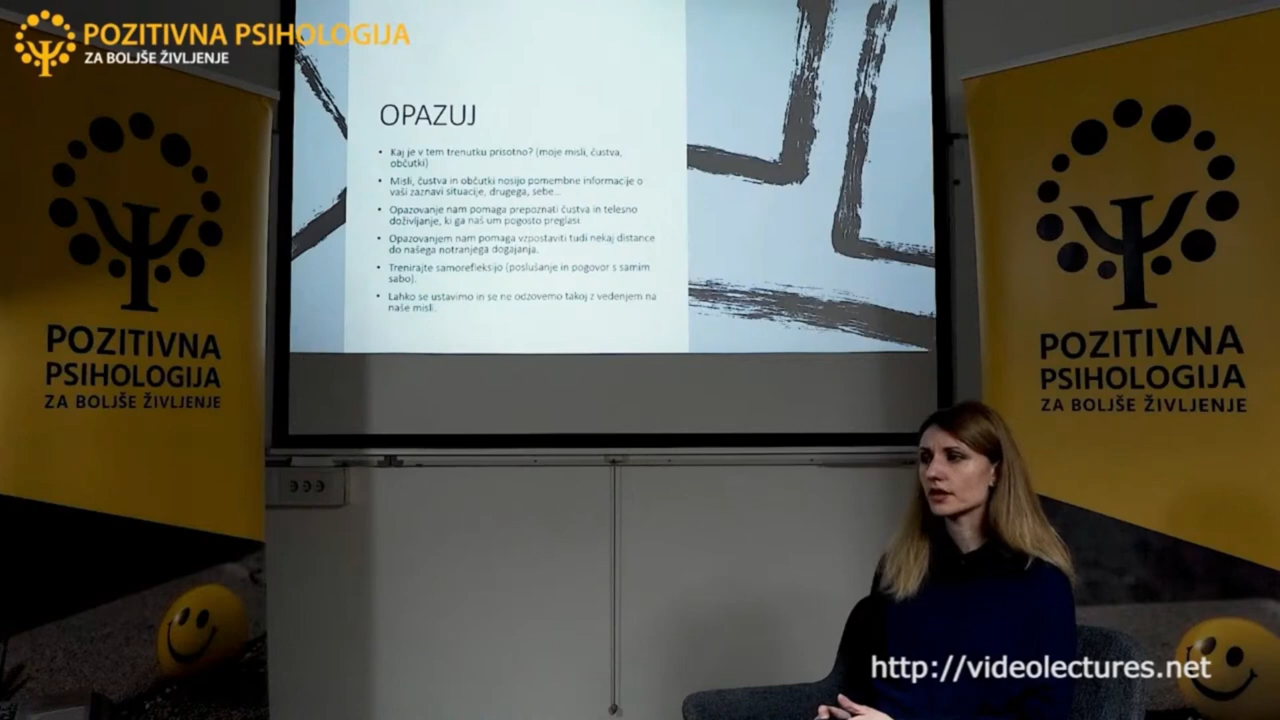 POZITIVNA PSIHOLOGIJA
ZA BOLJŠE ŽIVLJENJE
OPAZUJ
• Kaj je v tem trenutku prisotno? (moje misli, čustva,
občutki)
• Misli, čustva in občutki nosijo pomembne informacije o
vaši zaznavi situacije, drugega, sebe...
• Opazovanje nam pomaga prepoznati čustva in telesno
doživljanje, ki ga naš um pogosto preglasi.
• Opazovanjem nam pomaga vzpostaviti tudi nekaj distance
do našega notranjega dogajanja.
• Trenirajte samorefleksijo (poslušanje in pogovor s samim
sabo).
• Lahko se ustavimo in se ne odzovemo takoj z vedenjem na
naše misli.
POZITIVNA
PSIHOLOGIJA
ZA BOLJŠE ŽIVLJENJE
POZITIVNA
PSIHOLOGIJA
ZA BOLJŠE ŽIVLJENJE
http://videolectures.net